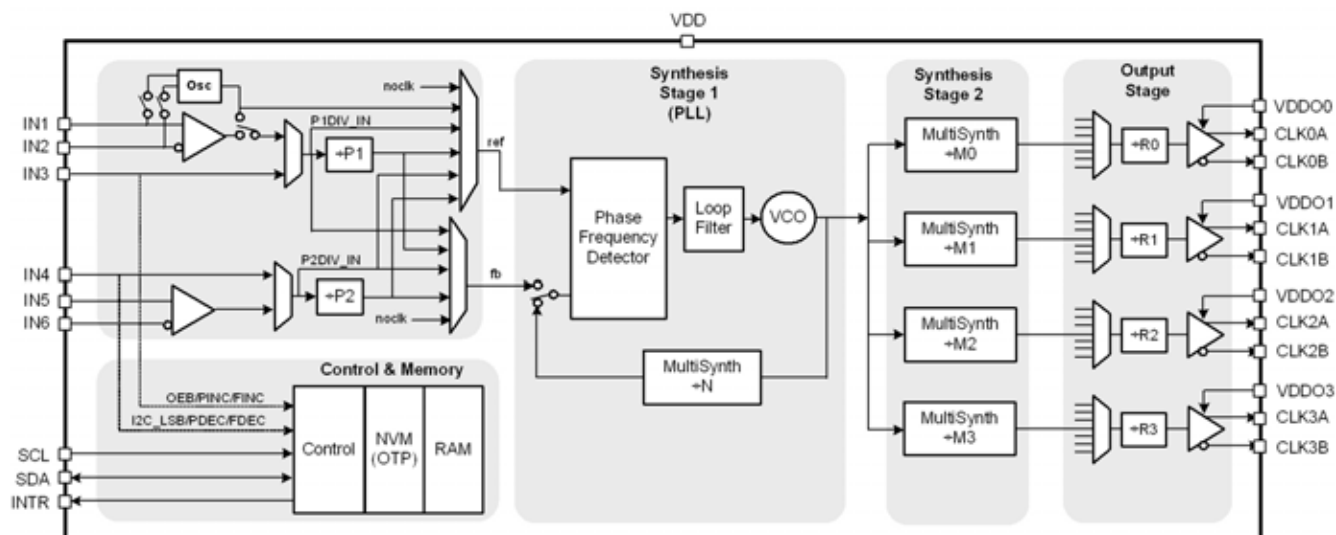 VDD
Osc
noclk
IN1
IN2
IN3
P1DIV_IN
÷P1
ref
IN4
IN5
IN6
P2DIV_IN
÷P2
noclk
fb
Synthesis
Stage 1
(PLL)
Phase
Frequency
Detector
Loop
Filter
VCO
MultiSynth
÷N
Synthesis
Stage 2
MultiSynth
÷M0
MultiSynth
÷M1
MultiSynth
÷M2
MultiSynth
÷M3
Output
Stage
÷R0
÷R1
÷R2
÷R3
VDDO0
CLK0A
CLK0B
VDDO1
CLK1A
CLK1B
VDDO2
CLK2A
CLK2B
VDDO3
CLK3A
CLK3B
Control & Memory
OEB/PINC/FINC
I2C_LSB/PDEC/FDEC
SCL
SDA
INTR
Control
NVM
(OTP)
RAM